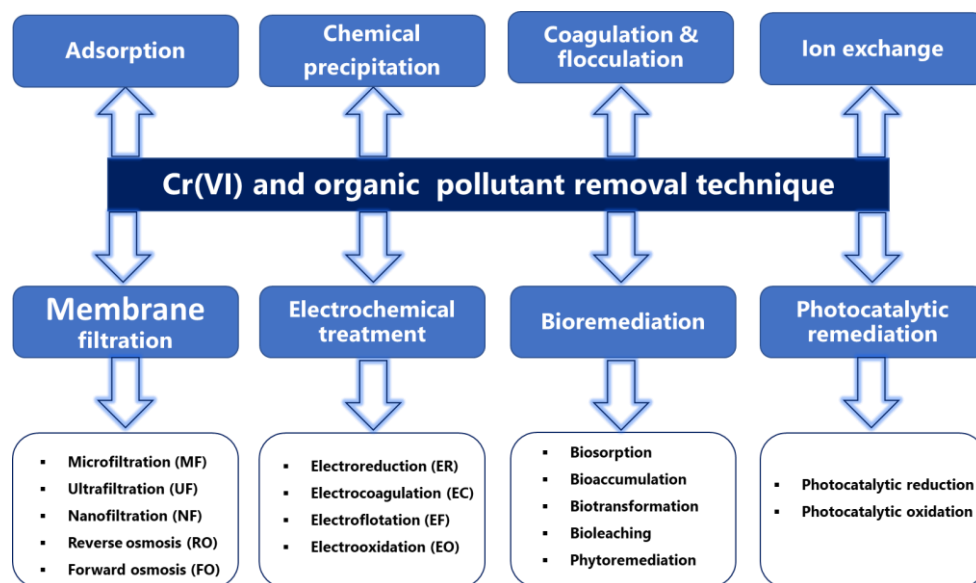 Adsorption
Chemical
precipitation
Coagulation &
flocculation
Ion exchange
Cr(VI) and organic pollutant removal technique
Membrane
filtration
Electrochemical
treatment
Bioremediation
Photocatalytic
remediation
▪ Microfiltration (MF)
▪ Ultrafiltration (UF)
▪ Nanofiltration (NF)
▪ Reverse osmosis (RO)
▪ Forward osmosis (FO)
▪ Electroreduction (ER)
▪ Electrocoagulation (EC)
▪ Electroflotation (EF)
▪ Electrooxidation (EO)
▪ Biosorption
▪ Bioaccumulation
▪ Biotransformation
▪ Bioleaching
▪ Phytoremediation
▪ Photocatalytic reduction
▪ Photocatalytic oxidation